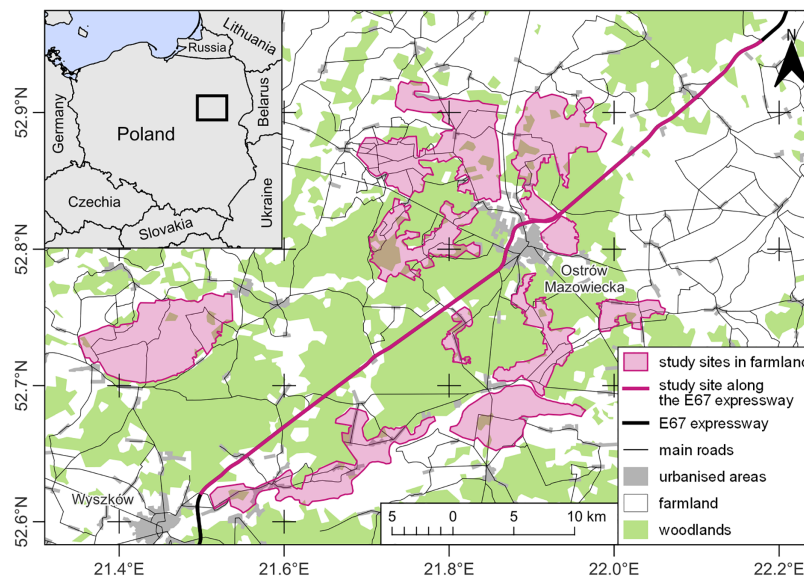 Lithuania
Russia
Germany
Belarus
Poland
Czechia
Slovakia
Ukraine
N
52.9°N
52.8°N
52.7°N
52.6°N
Ostrów
Mazowiecka
Wyszków
study sites in farmland
study site along
the E67 expressway
E67 expressway
main roads
urbanised areas
farmland
woodlands
5 0 5 10 km
21.4°E 21.6°E 21.8°E 22.0°E 22.2°E